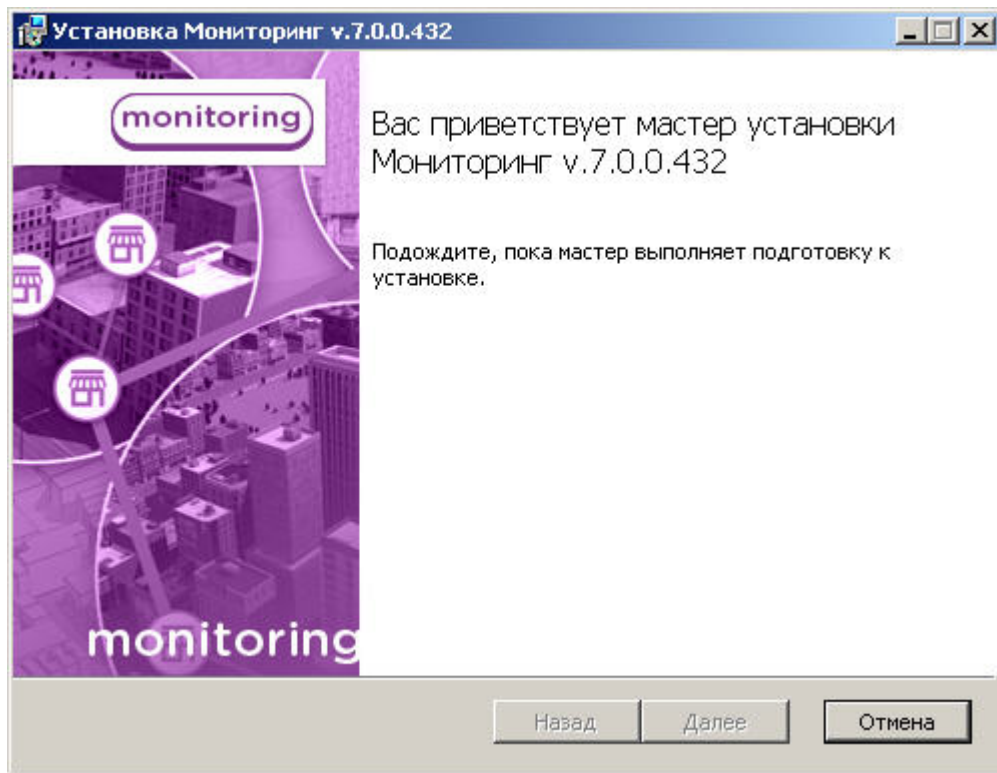 Установка Мониторинг v.7.0.0.432
monitoring
Вас приветствует мастер установки
Мониторинг v.7.0.0.432
Подождите, пока мастер выполняет подготовку к
установке.
monitoring
Назад
Далее
Отмена